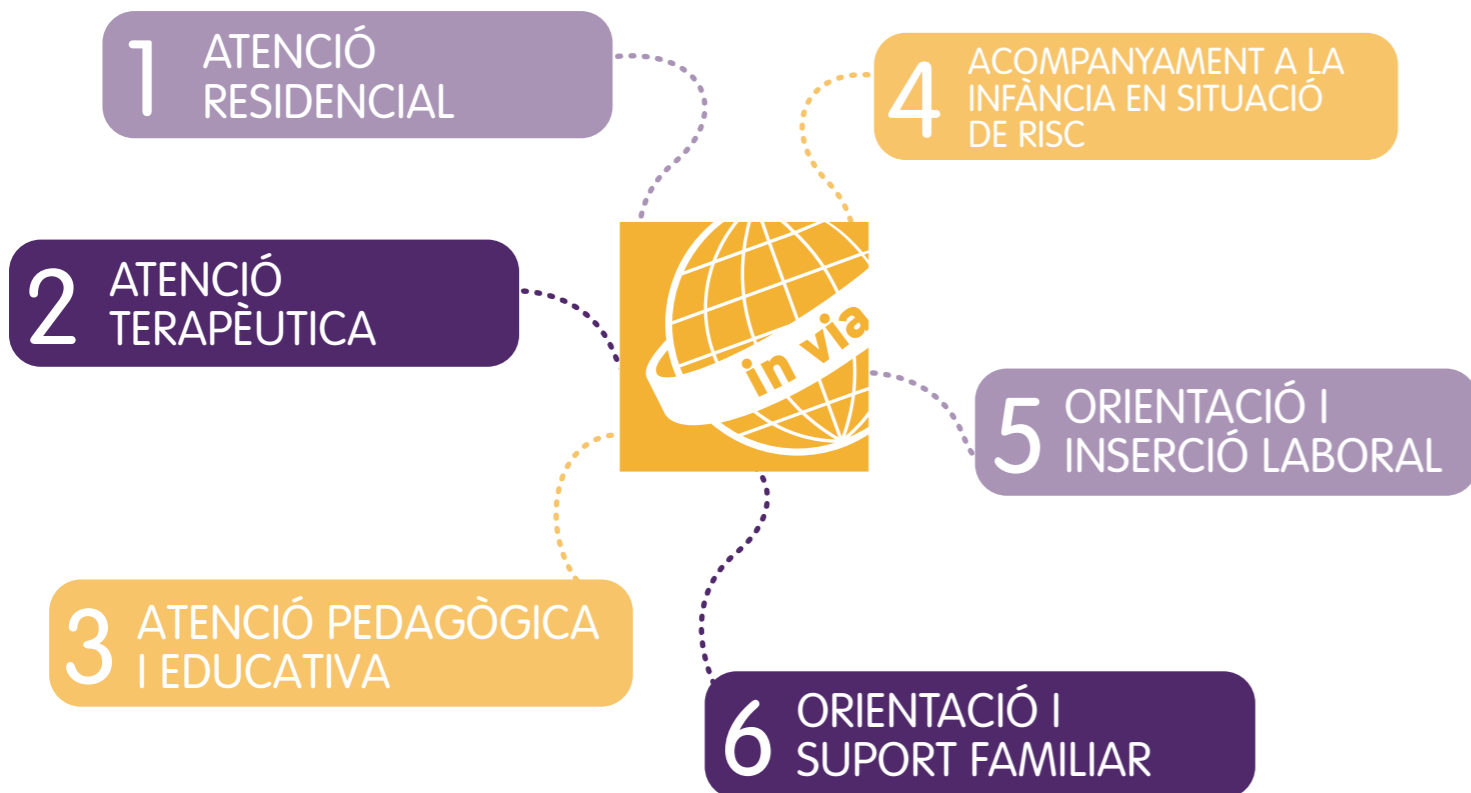 1 ATENCIÓ
RESIDENCIAL
2 ATENCIÓ
TERAPÈUTICA
3 ATENCIÓ PEDAGÒGICA
I EDUCATIVA
4 ACOMPANYAMENT A LA
INFÀNCIA EN SITUACIÓ
DE RISC
in via
5 ORIENTACIÓ I
INSERCIÓ LABORAL
6 ORIENTACIÓ I
SUPORT FAMILIAR